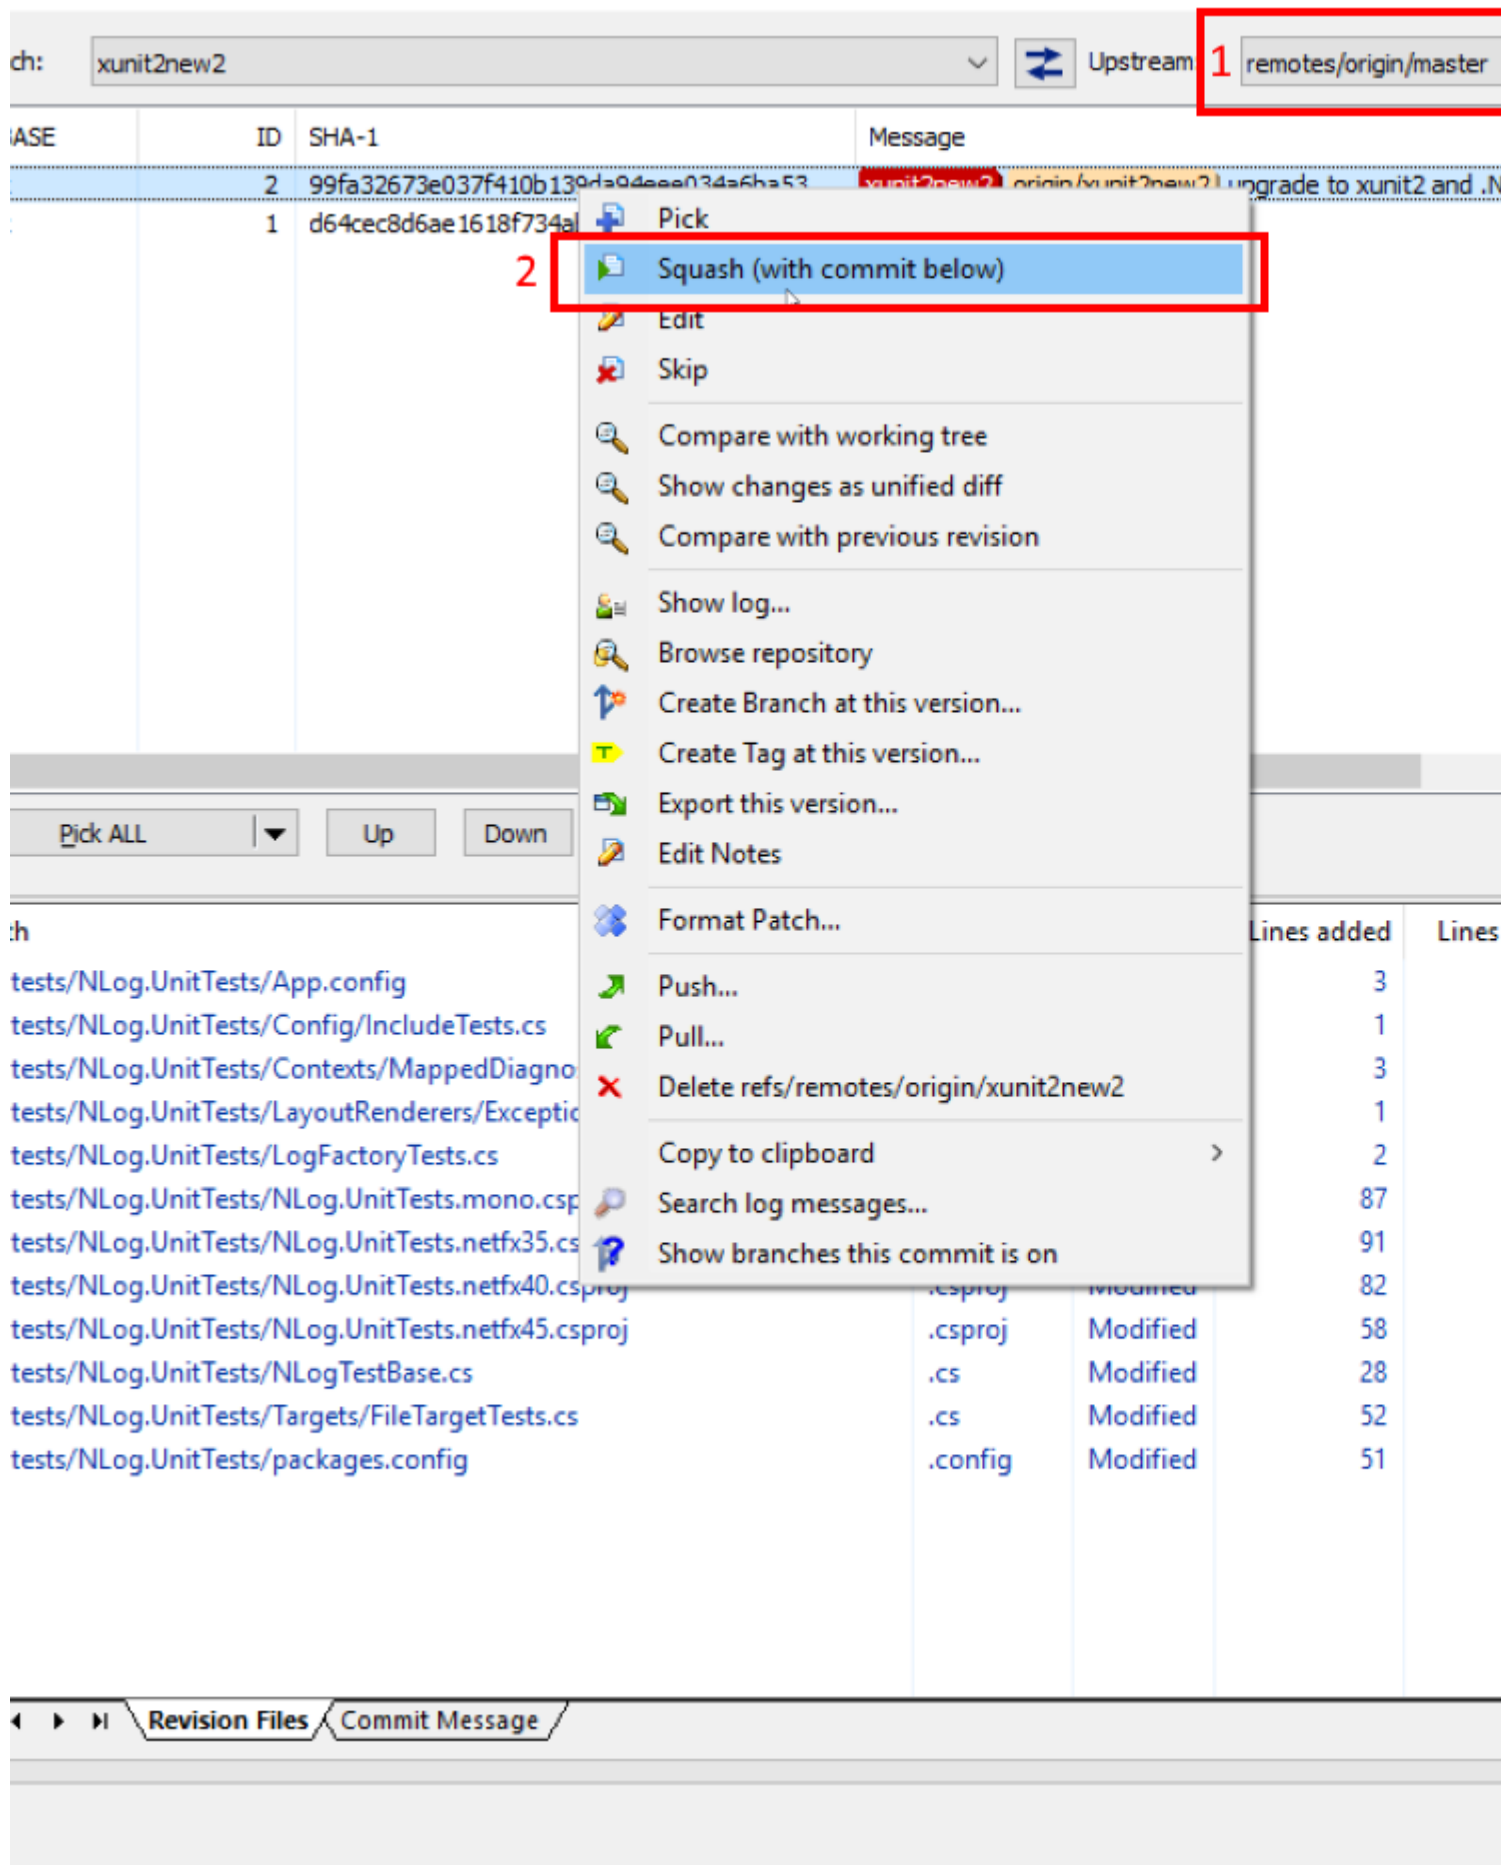 ch: xunit2new2 Upstream 1 remotes/origin/master
BASE ID SHA-1 Message
2 99fa32673e037f410b139da94eee034a6ba53 xunit2new2 origin/xunit2new2 upgrade to xunit2 and .N
1 d64cec8d6ae1618f734a
Pick
2 Squash (with commit below)
Edit
Skip
Compare with working tree
Show changes as unified diff
Compare with previous revision
Show log...
Browse repository
Create Branch at this version...
T Create Tag at this version...
Export this version...
Edit Notes
Format Patch...
Push...
Pull...
Delete refs/remotes/origin/xunit2new2
Copy to clipboard
Search log messages...
Show branches this commit is on
Pick ALL Up Down
th Lines added Lines
tests/NLog.UnitTests/App.config 3
tests/NLog.UnitTests/Config/IncludeTests.cs 1
tests/NLog.UnitTests/Contexts/MappedDiagno 3
tests/NLog.UnitTests/LayoutRenderers/Exceptio 1
tests/NLog.UnitTests/LogFactoryTests.cs 2
tests/NLog.UnitTests/NLog.UnitTests.mono.csp 87
tests/NLog.UnitTests/NLog.UnitTests.netfx35.cs 91
tests/NLog.UnitTests/NLog.UnitTests.netfx40.csproj .csproj Modified 82
tests/NLog.UnitTests/NLog.UnitTests.netfx45.csproj .csproj Modified 58
tests/NLog.UnitTests/NLogTestBase.cs .cs Modified 28
tests/NLog.UnitTests/Targets/FileTargetTests.cs .cs Modified 52
tests/NLog.UnitTests/packages.config .config Modified 51
Revision Files Commit Message